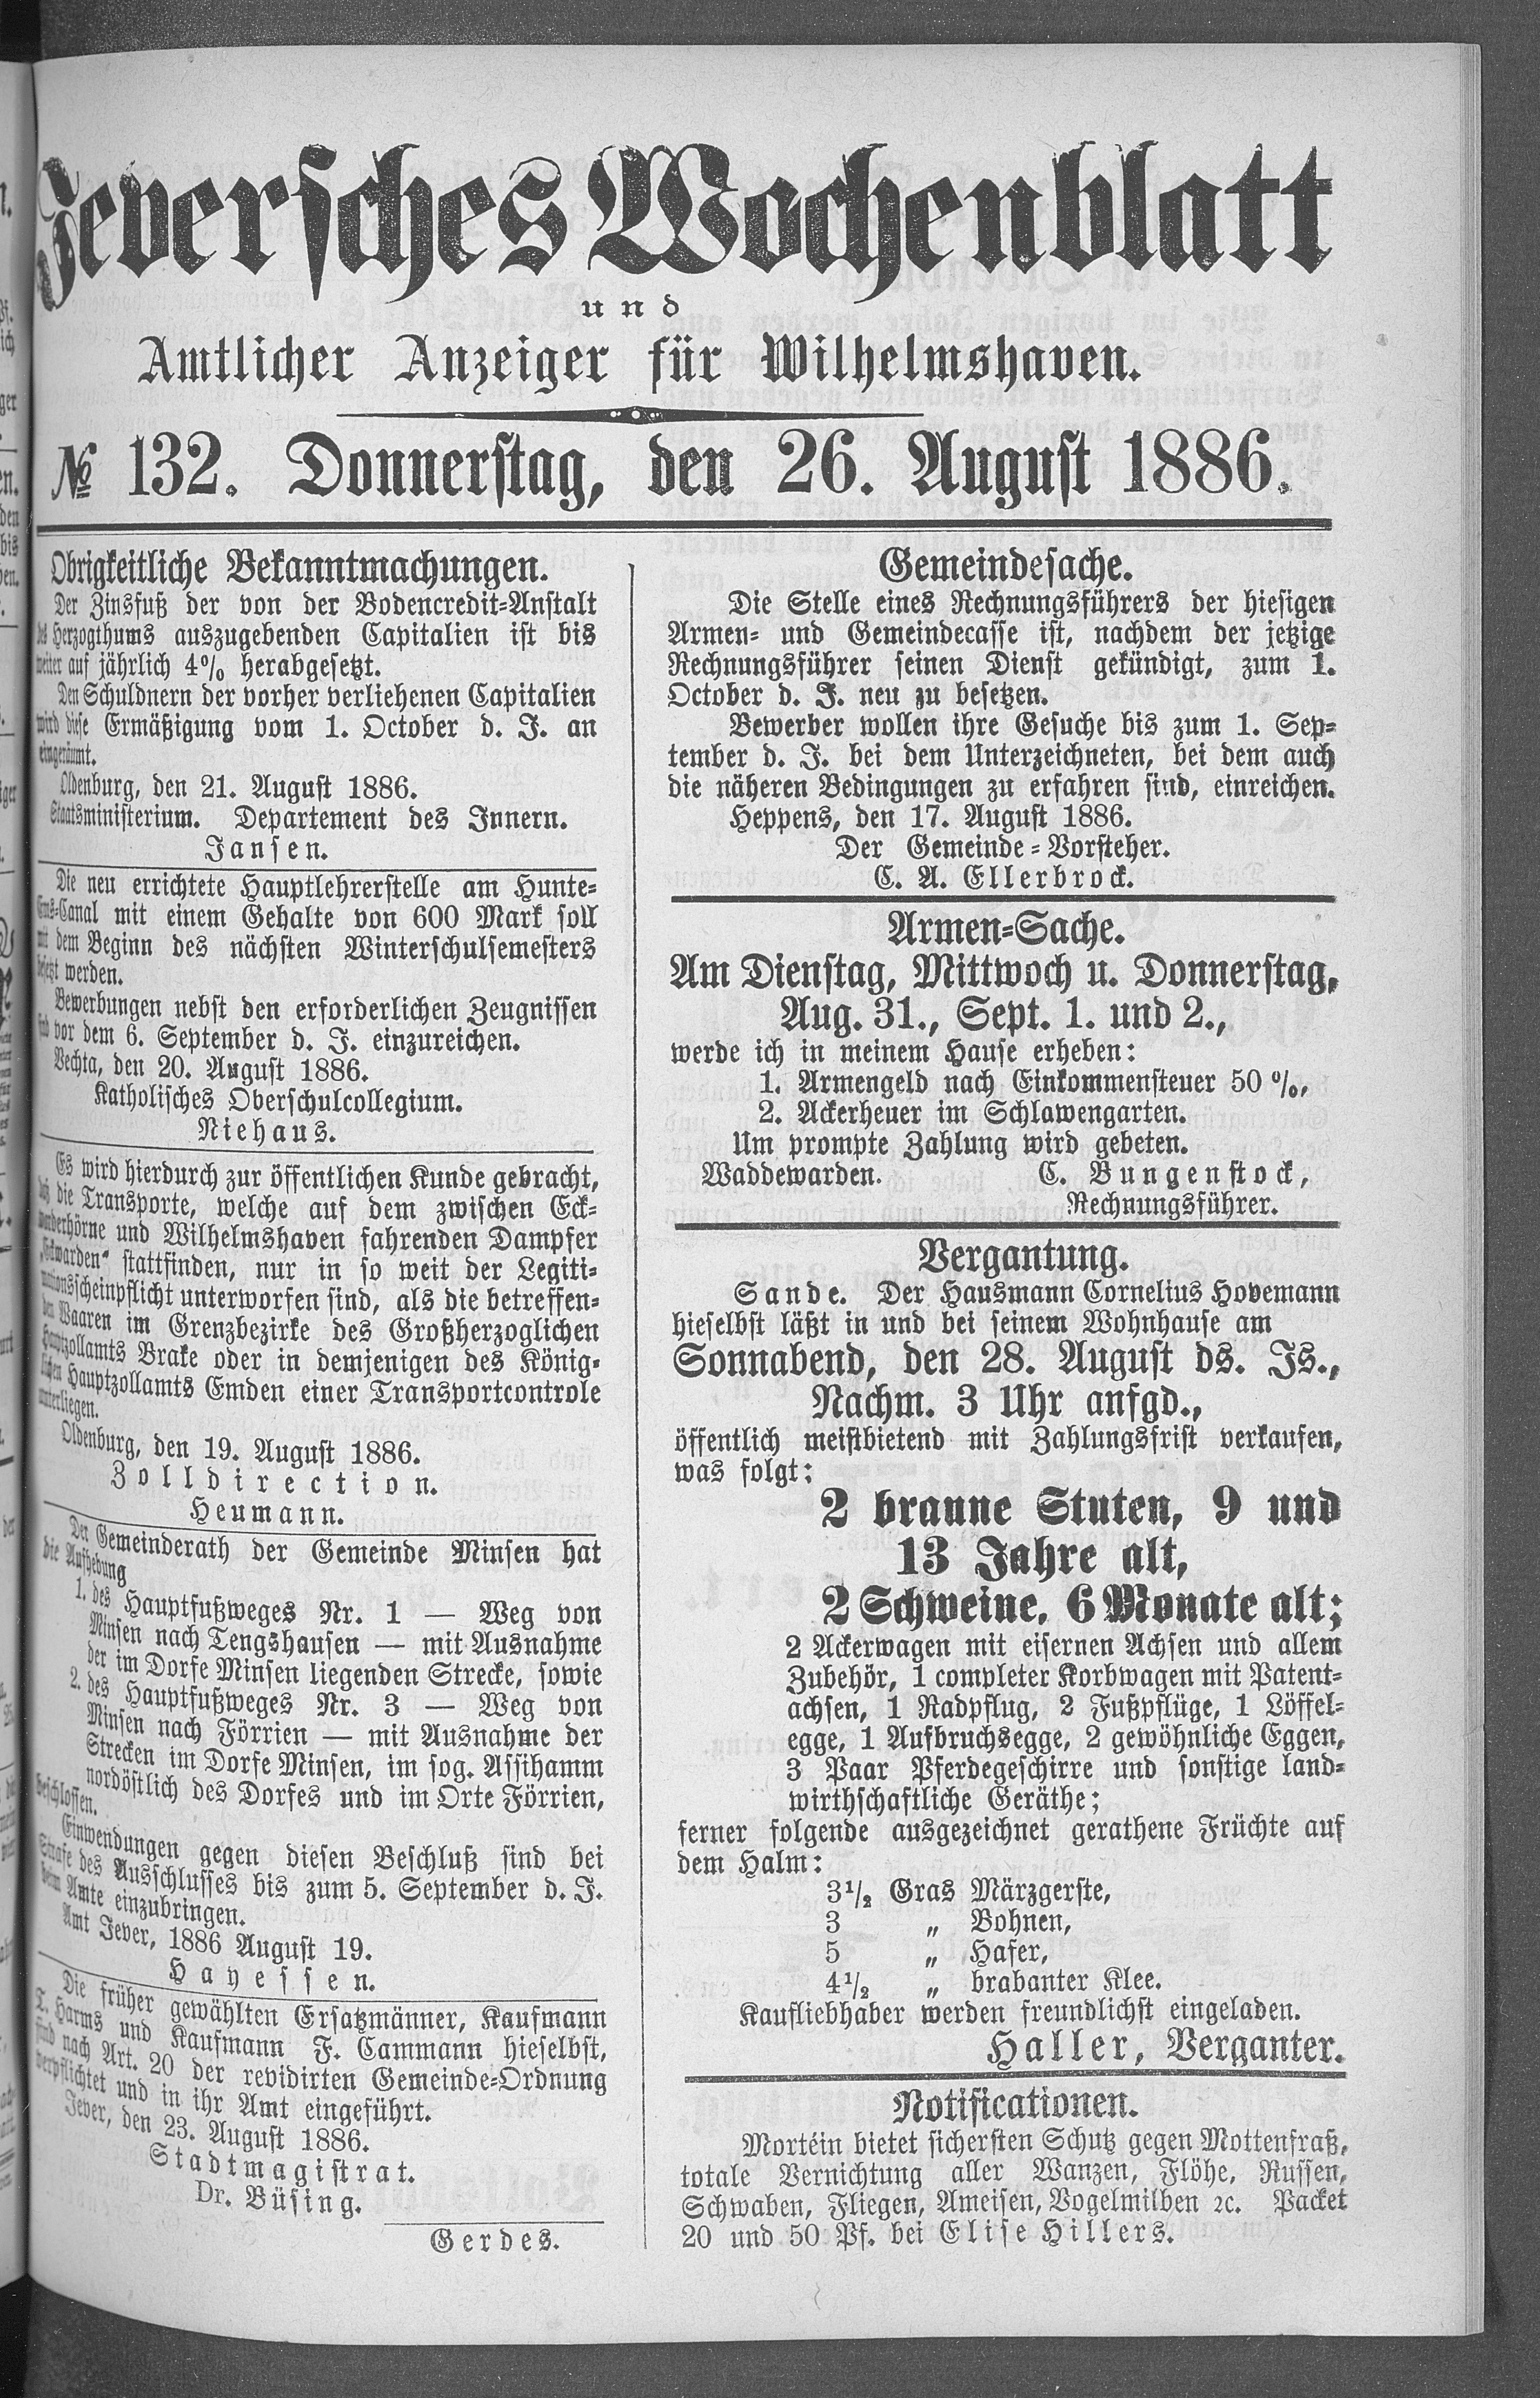 Jeversches Wochenblatt
und
Amtlicher Anzeiger für Wilhelmshaven.
№ 132. Donnerstag, den 26. August 1886.
Obrigkeitliche Bekanntmachungen.
Der Zinsfuß der von der Bodencredit-Anstalt
des Herzogthums auszugebenden Capitalien ist bis
weiter auf jährlich 4% herabgesetzt.
Den Schuldnern der vorher verliehenen Capitalien
wird diese Ermäßigung vom 1. October d. J. an
eingeräumt.
Oldenburg, den 21. August 1886.
Staatsministerium. Departement des Innern.
Jansen.
Die neu errichtete Hauptlehrerstelle am Hunte-
Ems-Canal mit einem Gehalte von 600 Mark soll
mit dem Beginn des nächsten Winterschulsemesters
besetzt werden.
Bewerbungen nebst den erforderlichen Zeugnissen
sind vor dem 6. September d. J. einzureichen.
Vechta, den 20. August 1886.
Katholisches Oberschulcollegium.
Niehaus.
Es wird hierdurch zur öffentlichen Kunde gebracht,
daß die Transporte, welche auf dem zwischen Eck-
warderhörne und Wilhelmshaven fahrenden Dampfer
„Eckwarden“ stattfinden, nur in so weit der Legiti-
mationsscheinpflicht unterworfen sind, als die betreffen-
den Waaren im Grenzbezirke des Großherzoglichen
Hauptzollamts Brake oder in demjenigen des König-
lichen Hauptzollamts Emden einer Transportcontrole
unterliegen.
Oldenburg, den 19. August 1886.
Zolldirection.
Heumann.
Der Gemeinderath der Gemeinde Minsen hat
die Aufhebung
1. des Hauptfußweges Nr. 1 — Weg von
Minsen nach Tengshausen — mit Ausnahme
der im Dorfe Minsen liegenden Strecke, sowie
2. des Hauptfußweges Nr. 3 — Weg von
Minsen nach Förrien — mit Ausnahme der
Strecken im Dorfe Minsen, im sog. Assihamm
nordöstlich des Dorfes und im Orte Förrien,
beschlossen.
Einwendungen gegen diesen Beschluß sind bei
Strafe des Ausschlusses bis zum 5. September d. J.
beim Amte einzubringen.
Amt Jever, 1886 August 19.
Hayessen.
Die früher gewählten Ersatzmänner, Kaufmann
T. Harms und Kaufmann F. Cammann hieselbst,
sind nach Art. 20 der revidirten Gemeinde-Ordnung
verpflichtet und in ihr Amt eingeführt.
Jever, den 23. August 1886.
Stadtmagistrat.
Dr. Büsing.
Gerdes.
Gemeindesache.
Die Stelle eines Rechnungsführers der hiesigen
Armen- und Gemeindecasse ist, nachdem der jetzige
Rechnungsführer seinen Dienst gekündigt, zum 1.
October d. J. neu zu besetzen.
Bewerber wollen ihre Gesuche bis zum 1. Sep-
tember d. J. bei dem Unterzeichneten, bei dem auch
die näheren Bedingungen zu erfahren sind, einreichen.
Heppens, den 17. August 1886.
Der Gemeinde-Vorsteher.
C. A. Ellerbrock.
Armen-Sache.
Am Dienstag, Mittwoch u. Donnerstag,
Aug. 31., Sept. 1. und 2.,
werde ich in meinem Hause erheben:
1. Armengeld nach Einkommensteuer 50 %,
2. Ackerheuer im Schlawengarten.
Um prompte Zahlung wird gebeten.
Waddewarden. C. Bungenstock,
Rechnungsführer.
Vergantung.
Sande. Der Hausmann Cornelius Hovemann
hieselbst läßt in und bei seinem Wohnhause am
Sonnabend, den 28. August ds. Js.,
Nachm. 3 Uhr anfgd.,
öffentlich meistbietend mit Zahlungsfrist verkaufen,
was folgt:
2 braune Stuten, 9 und
13 Jahre alt,
2 Schweine, 6 Monate alt;
2 Ackerwagen mit eisernen Achsen und allem
Zubehör, 1 completer Korbwagen mit Patent-
achsen, 1 Radpflug, 2 Fußpflüge, 1 Löffel-
egge, 1 Aufbruchsegge, 2 gewöhnliche Eggen,
3 Paar Pferdegeschirre und sonstige land-
wirthschaftliche Geräthe;
ferner folgende ausgezeichnet gerathene Früchte auf
dem Halm:
3½ Gras Märzgerste,
3 „ Bohnen,
5 „ Hafer,
4½ „ brabanter Klee.
Kaufliebhaber werden freundlichst eingeladen.
Haller, Verganter.
Notificationen.
Mortéin bietet sichersten Schutz gegen Mottenfraß,
totale Vernichtung aller Wanzen, Flöhe, Russen,
Schwaben, Fliegen, Ameisen, Vogelmilben ꝛc. Packet
20 und 50 Pf. bei Elise Hillers.